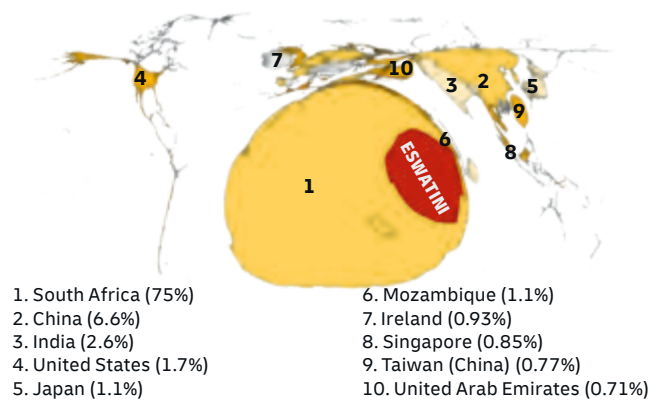 4
7
10
3
2
5
9
6
8
ESWATINI
1
1. South Africa (75%)
2. China (6.6%)
3. India (2.6%)
4. United States (1.7%)
5. Japan (1.1%)
6. Mozambique (1.1%)
7. Ireland (0.93%)
8. Singapore (0.85%)
9. Taiwan (China) (0.77%)
10. United Arab Emirates (0.71%)